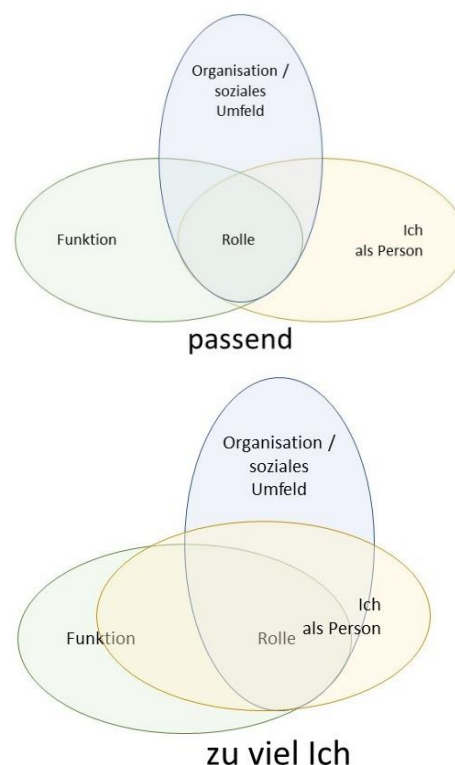 Organisation /
soziales
Umfeld
Funktion
Rolle
Ich
als Person
passend
Organisation /
soziales
Umfeld
Ich
als Person
Funktion
Rolle
zu viel Ich